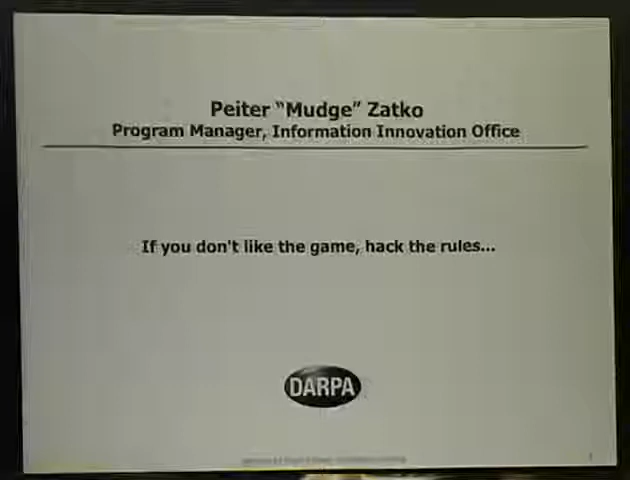 Peiter “Mudge” Zatko
Program Manager, Information Innovation Office
If you don't like the game, hack the rules...
DARPA